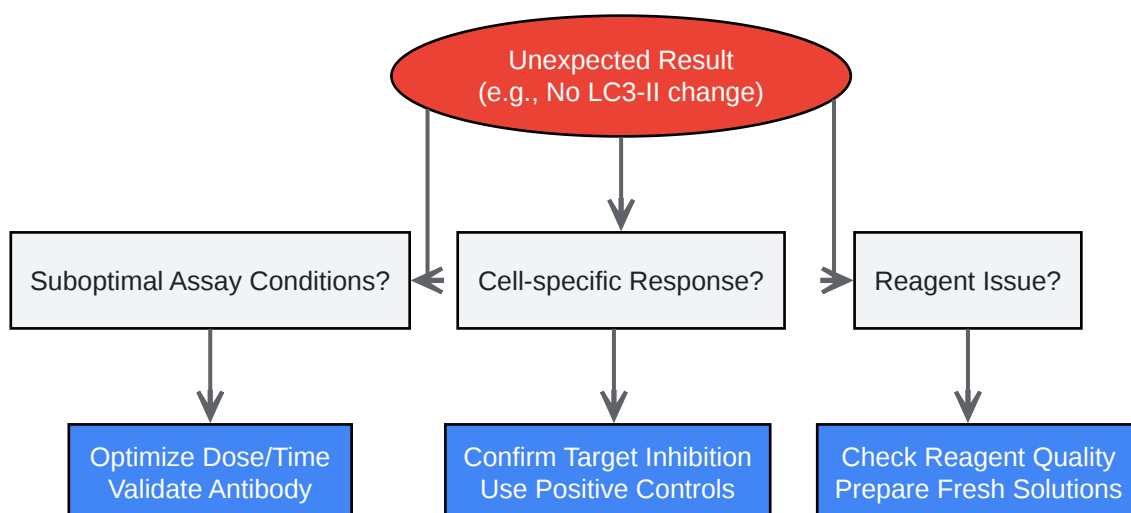 Unexpected Result
(e.g., No LC3-II change)
Suboptimal Assay Conditions?
Cell-specific Response?
Reagent Issue?
Optimize Dose/Time
Validate Antibody
Confirm Target Inhibition
Use Positive Controls
Check Reagent Quality
Prepare Fresh Solutions